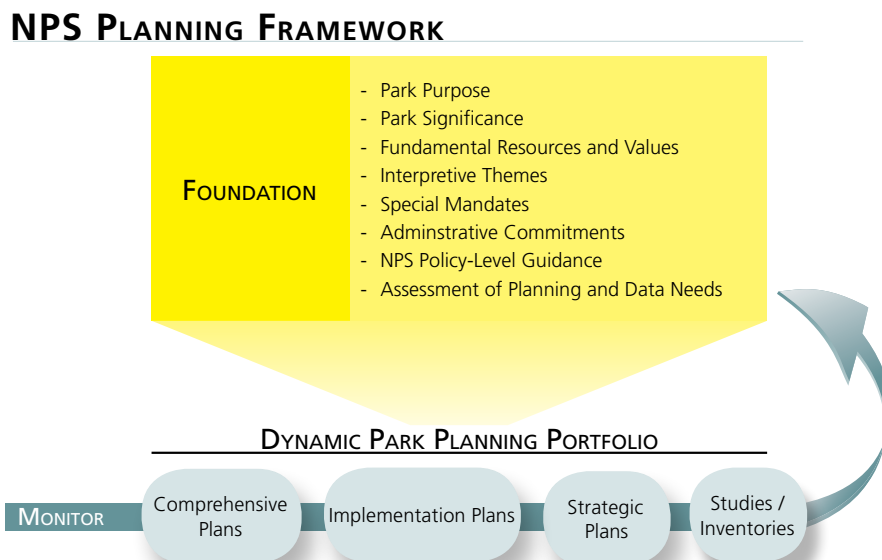 NPS PLANNING FRAMEWORK
FOUNDATION
- Park Purpose
- Park Significance
- Fundamental Resources and Values
- Interpretive Themes
- Special Mandates
- Adminstrative Commitments
- NPS Policy-Level Guidance
- Assessment of Planning and Data Needs
DYNAMIC PARK PLANNING PORTFOLIO
MONITOR
Comprehensive
Plans
Implementation Plans
Strategic
Plans
Studies /
Inventories